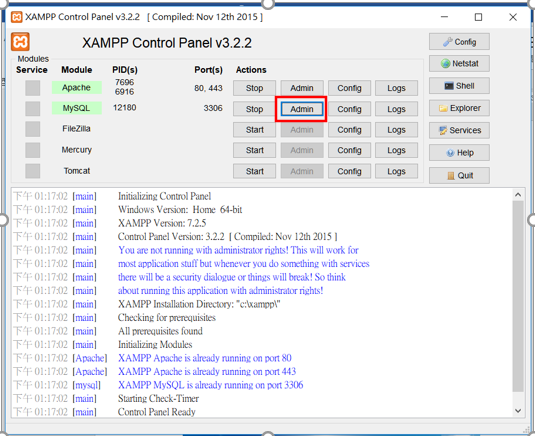 XAMPP Control Panel v3.2.2 [ Compiled: Nov 12th 2015 ]
XAMPP Control Panel v3.2.2
Config
Modules
Service Module PID(s) Port(s) Actions
Netstat
Apache 7696 6916 80, 443 Stop Admin Config Logs
Shell
MySQL 12180 3306 Stop Admin Config Logs
Explorer
FileZilla Start Admin Config Logs
Services
Mercury Start Admin Config Logs
Help
Tomcat Start Admin Config Logs
Quit
下午 01:17:02 [main] Initializing Control Panel
下午 01:17:02 [main] Windows Version: Home 64-bit
下午 01:17:02 [main] XAMPP Version: 7.2.5
下午 01:17:02 [main] Control Panel Version: 3.2.2 [ Compiled: Nov 12th 2015 ]
下午 01:17:02 [main] You are not running with administrator rights! This will work for
下午 01:17:02 [main] most application stuff but whenever you do something with services
下午 01:17:02 [main] there will be a security dialogue or things will break! So think
下午 01:17:02 [main] about running this application with administrator rights!
下午 01:17:02 [main] XAMPP Installation Directory: "c:\xampp\"
下午 01:17:02 [main] Checking for prerequisites
下午 01:17:02 [main] All prerequisites found
下午 01:17:02 [main] Initializing Modules
下午 01:17:02 [Apache] XAMPP Apache is already running on port 80
下午 01:17:02 [Apache] XAMPP Apache is already running on port 443
下午 01:17:02 [mysql] XAMPP MySQL is already running on port 3306
下午 01:17:02 [main] Starting Check-Timer
下午 01:17:02 [main] Control Panel Ready